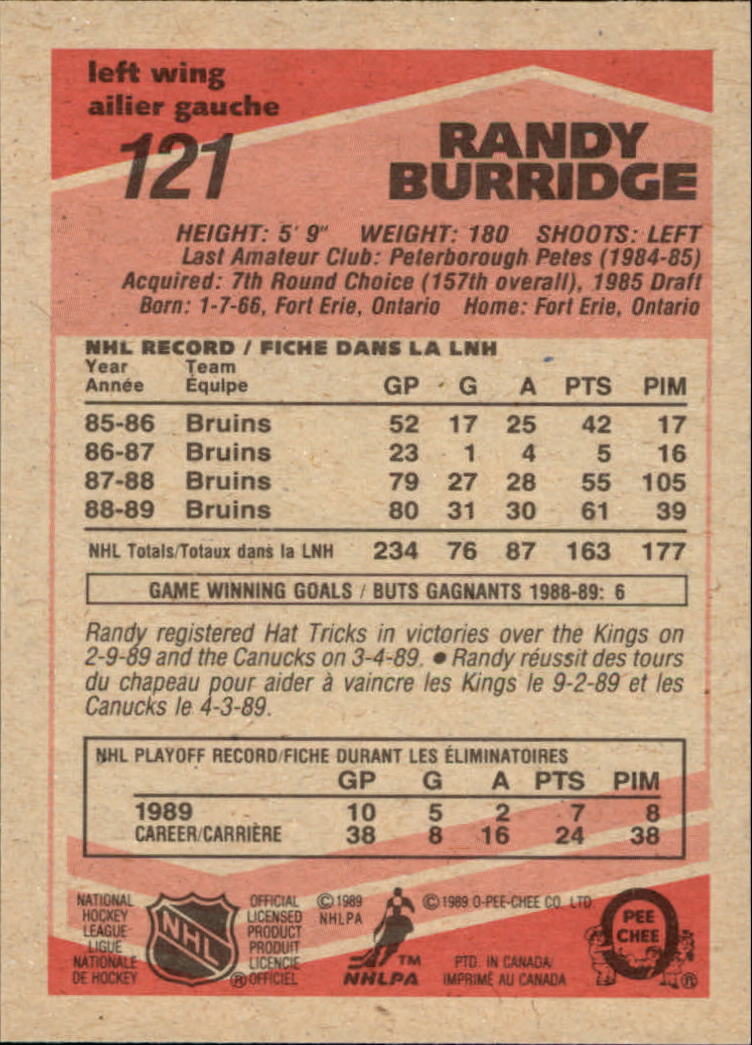 left wing
ailier gauche
121
RANDY
BURRIDGE
HEIGHT: 5' 9" WEIGHT: 180 SHOOTS: LEFT
Last Amateur Club: Peterborough Petes (1984-85)
Acquired: 7th Round Choice (157th overall), 1985 Draft
Born: 1-7-66, Fort Erie, Ontario Home: Fort Erie, Ontario
NHL RECORD / FICHE DANS LA LNH
Year Team
Année Équipe GP G A PTS PIM
85-86 Bruins 52 17 25 42 17
86-87 Bruins 23 1 4 5 16
87-88 Bruins 79 27 28 55 105
88-89 Bruins 80 31 30 61 39
NHL Totals/Totaux dans la LNH 234 76 87 163 177
GAME WINNING GOALS / BUTS GAGNANTS 1988-89: 6
Randy registered Hat Tricks in victories over the Kings on
2-9-89 and the Canucks on 3-4-89. ● Randy réussit des tours
du chapeau pour aider à vaincre les Kings le 9-2-89 et les
Canucks le 4-3-89.
NHL PLAYOFF RECORD/FICHE DURANT LES ÉLIMINATOIRES
GP G A PTS PIM
1989 10 5 2 7 8
CAREER/CARRIÈRE 38 8 16 24 38
NATIONAL
HOCKEY
LEAGUE
LIGUE
NATIONALE
DE HOCKEY
NHL
®
OFFICIAL
LICENSED
PRODUCT
PRODUIT
LICENCIE
OFFICIEL
© 1989
NHLPA
TM
NHLPA
© 1989 O-PEE-CHEE CO. LTD.
PTD. IN CANADA
IMPRIMÉ AU CANADA
O
PEE
CHEE
®